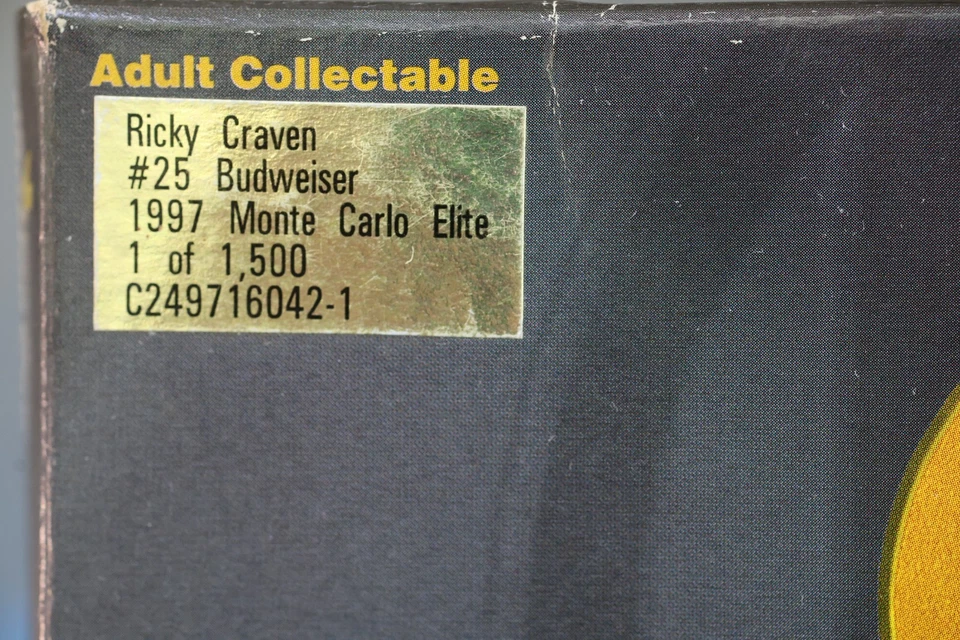 Adult Collectable
Ricky Craven
#25 Budweiser
1997 Monte Carlo Elite
1 of 1,500
C249716042-1